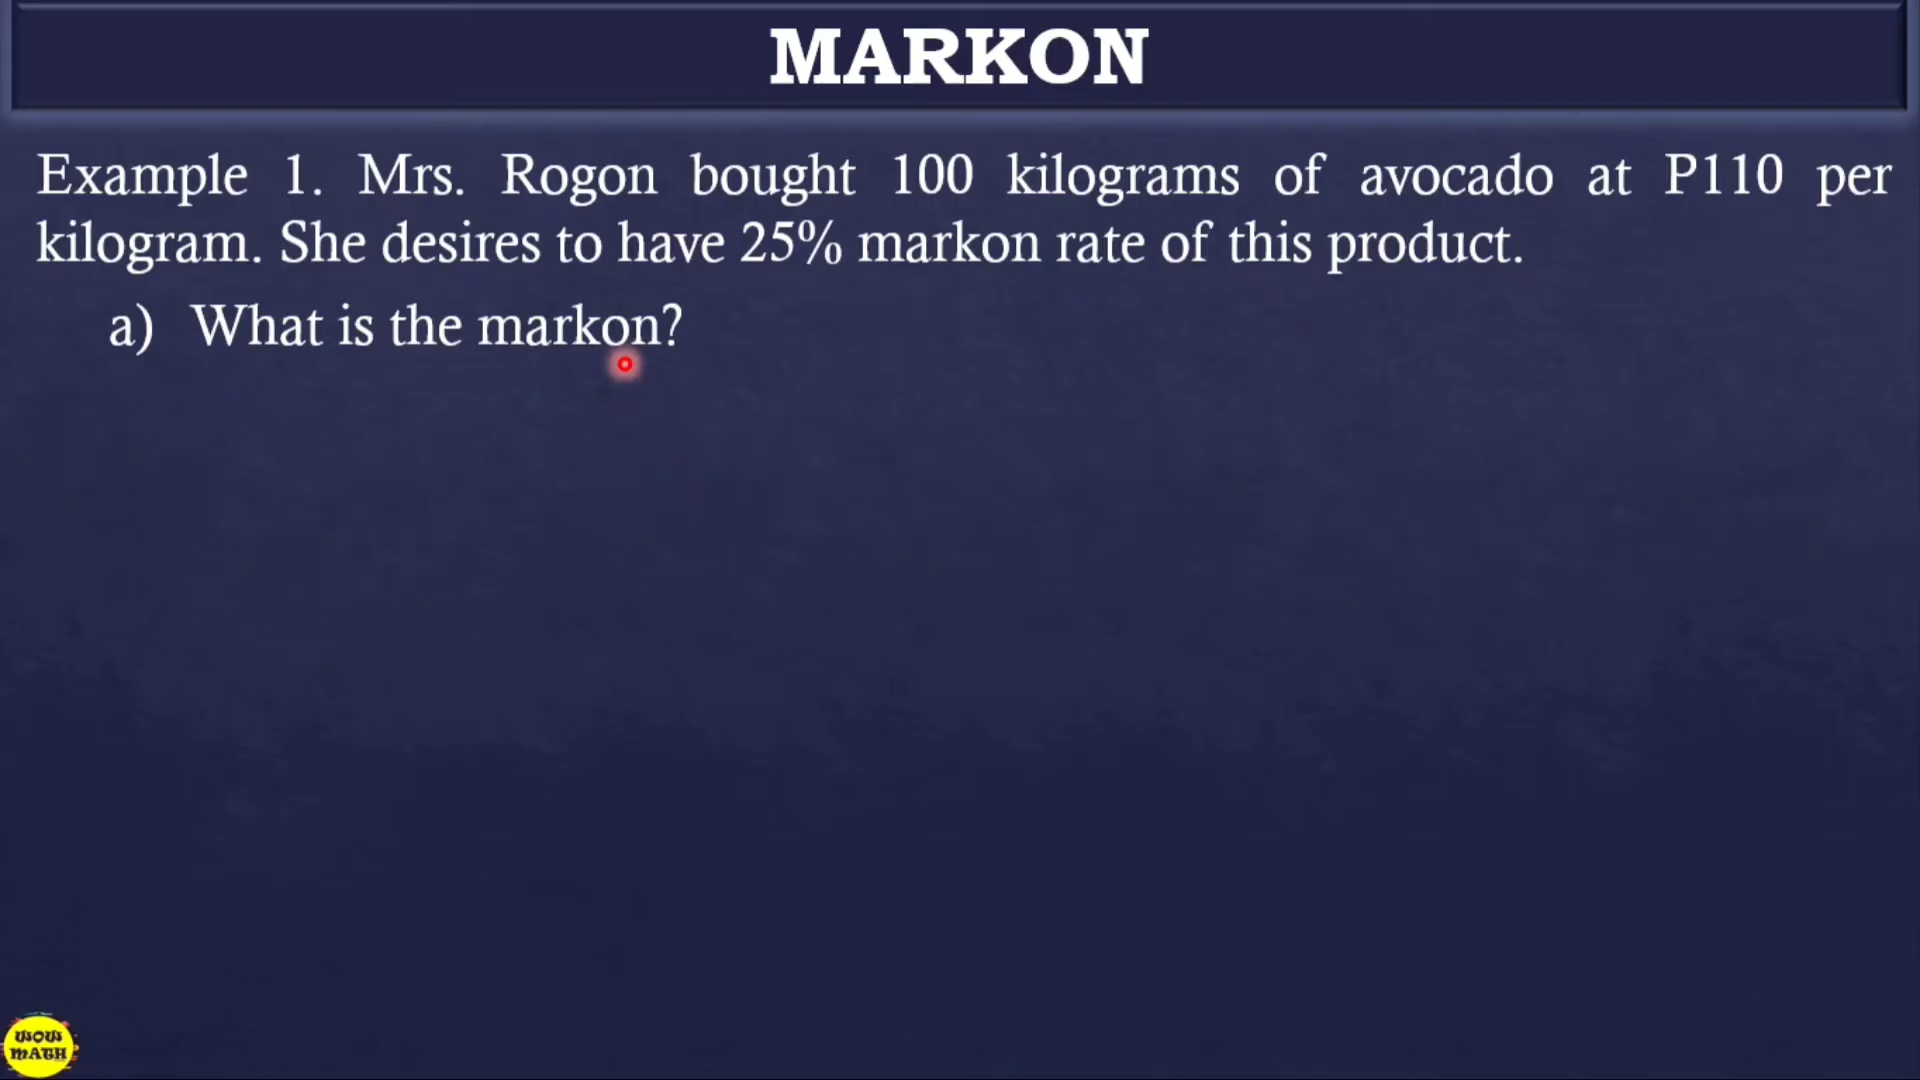 MARKON
Example 1. Mrs. Rogon bought 100 kilograms of avocado at P110 per
kilogram. She desires to have 25% markon rate of this product.
a) What is the markon?
WOW
MATH